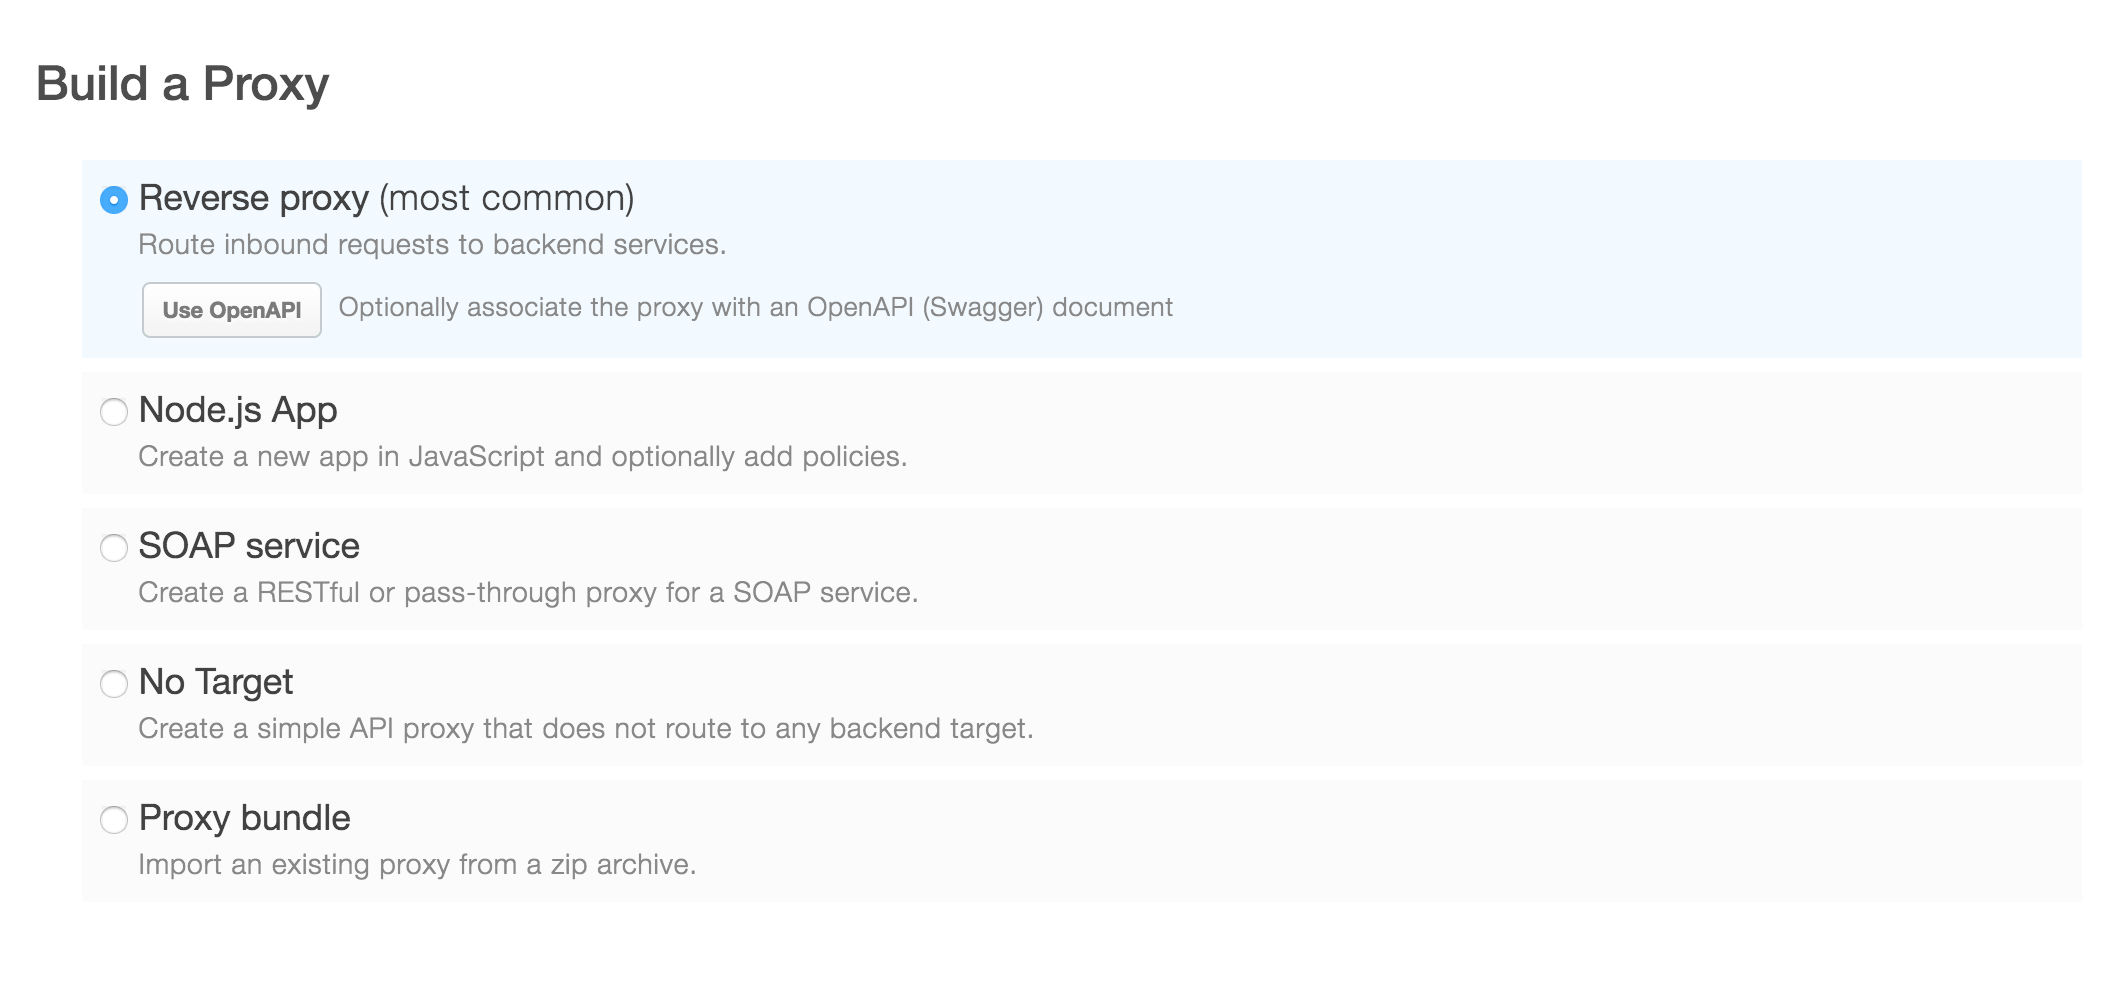 Build a Proxy
Reverse proxy (most common)
Route inbound requests to backend services.
Use OpenAPI Optionally associate the proxy with an OpenAPI (Swagger) document
Node.js App
Create a new app in JavaScript and optionally add policies.
SOAP service
Create a RESTful or pass-through proxy for a SOAP service.
No Target
Create a simple API proxy that does not route to any backend target.
Proxy bundle
Import an existing proxy from a zip archive.